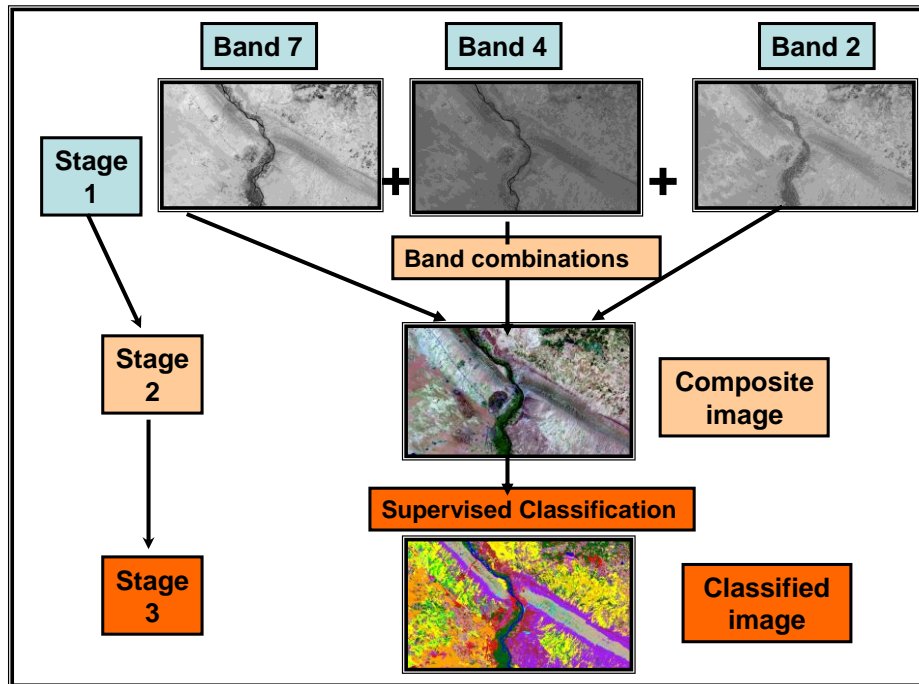 Band 7
Band 4
Band 2
Stage
1
+
+
Band combinations
Stage
2
Composite
image
Supervised Classification
Stage
3
Classified
image